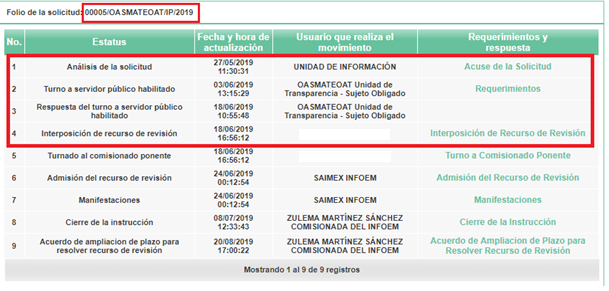 Folio de la solicitud: 00005/OASMATEOAT/IP/2019
No. Estatus Fecha y hora de actualización Usuario que realiza el movimiento Requerimientos y respuesta
1 Análisis de la solicitud 27/05/2019 11:30:31 UNIDAD DE INFORMACIÓN Acuse de la Solicitud
2 Turno a servidor público habilitado 03/06/2019 13:15:29 OASMATEOAT Unidad de Transparencia - Sujeto Obligado Requerimientos
3 Respuesta del turno a servidor público habilitado 18/06/2019 10:55:48 OASMATEOAT Unidad de Transparencia - Sujeto Obligado
4 Interposición de recurso de revisión 18/06/2019 16:56:12 Interposición de Recurso de Revisión
5 Turnado al comisionado ponente 18/06/2019 16:56:12 Turno a Comisionado Ponente
6 Admisión del recurso de revisión 24/06/2019 00:12:54 SAIMEX INFOEM Admisión del Recurso de Revisión
7 Manifestaciones 24/06/2019 00:12:54 SAIMEX INFOEM Manifestaciones
8 Cierre de la instrucción 08/07/2019 12:33:43 ZULEMA MARTÍNEZ SÁNCHEZ COMISIONADA DEL INFOEM Cierre de la Instrucción
9 Acuerdo de ampliacion de plazo para resolver recurso de revisión 20/08/2019 17:00:22 ZULEMA MARTÍNEZ SÁNCHEZ COMISIONADA DEL INFOEM Acuerdo de Ampliacion de Plazo para Resolver Recurso de Revisión
Mostrando 1 al 9 de 9 registros